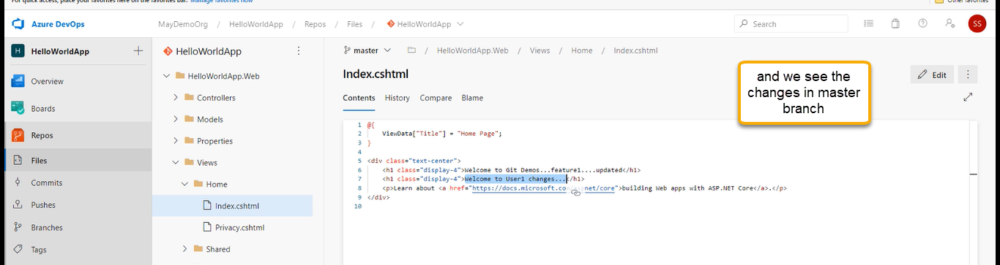 For quick access, place your favorites here on the favorites bar. Manage favorites now
Other favorites
Azure DevOps
MayDemoOrg / HelloWorldApp / Repos / Files / HelloWorldApp
Search
SS
H HelloWorldApp
Overview
Boards
Repos
Files
Commits
Pushes
Branches
Tags
HelloWorldApp
HelloWorldApp.Web
Controllers
Models
Properties
Views
Home
Index.cshtml
Privacy.cshtml
Shared
master / HelloWorldApp.Web / Views / Home / Index.cshtml
Index.cshtml
Edit
Contents History Compare Blame
and we see the
changes in master
branch
1 @{
2 ViewData["Title"] = "Home Page";
3 }
4
5 <div class="text-center">
6 <h1 class="display-4">Welcome to Git Demos...feature1....updated</h1>
7 <h1 class="display-4">Welcome to User1 changes...</h1>
8 <p>Learn about <a href="https://docs.microsoft.com/aspnet/core">building Web apps with ASP.NET Core</a>.</p>
9 </div>
10